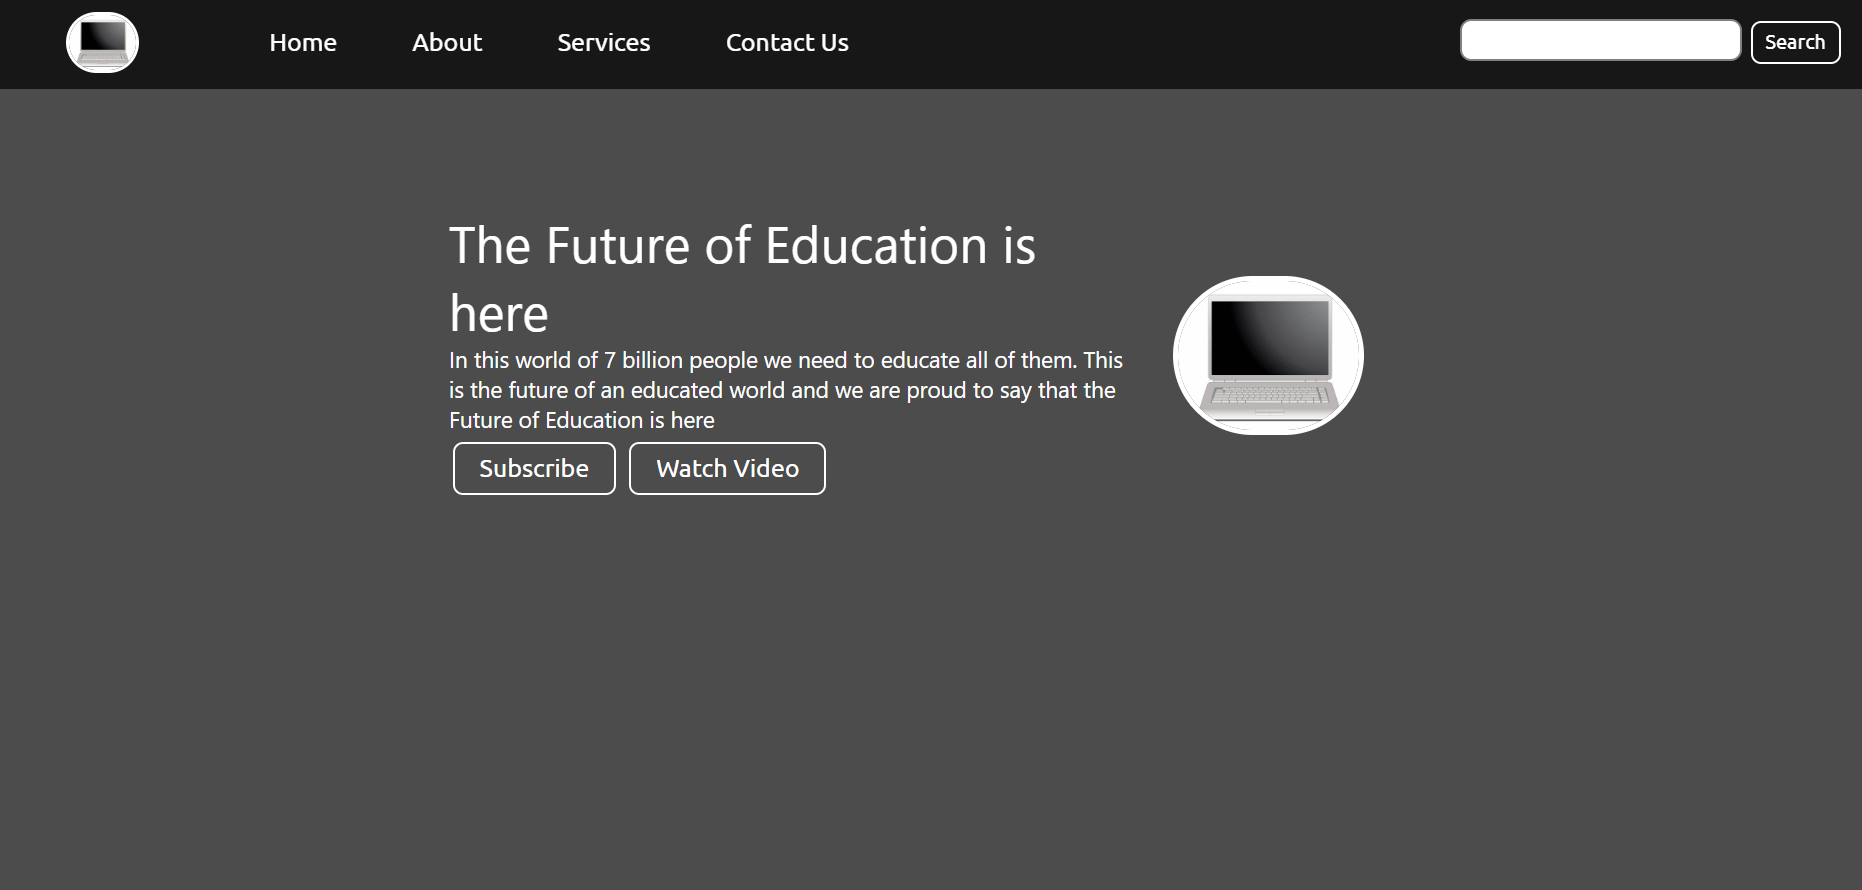 Home About Services Contact Us Search
The Future of Education is
here
In this world of 7 billion people we need to educate all of them. This
is the future of an educated world and we are proud to say that the
Future of Education is here
Subscribe Watch Video